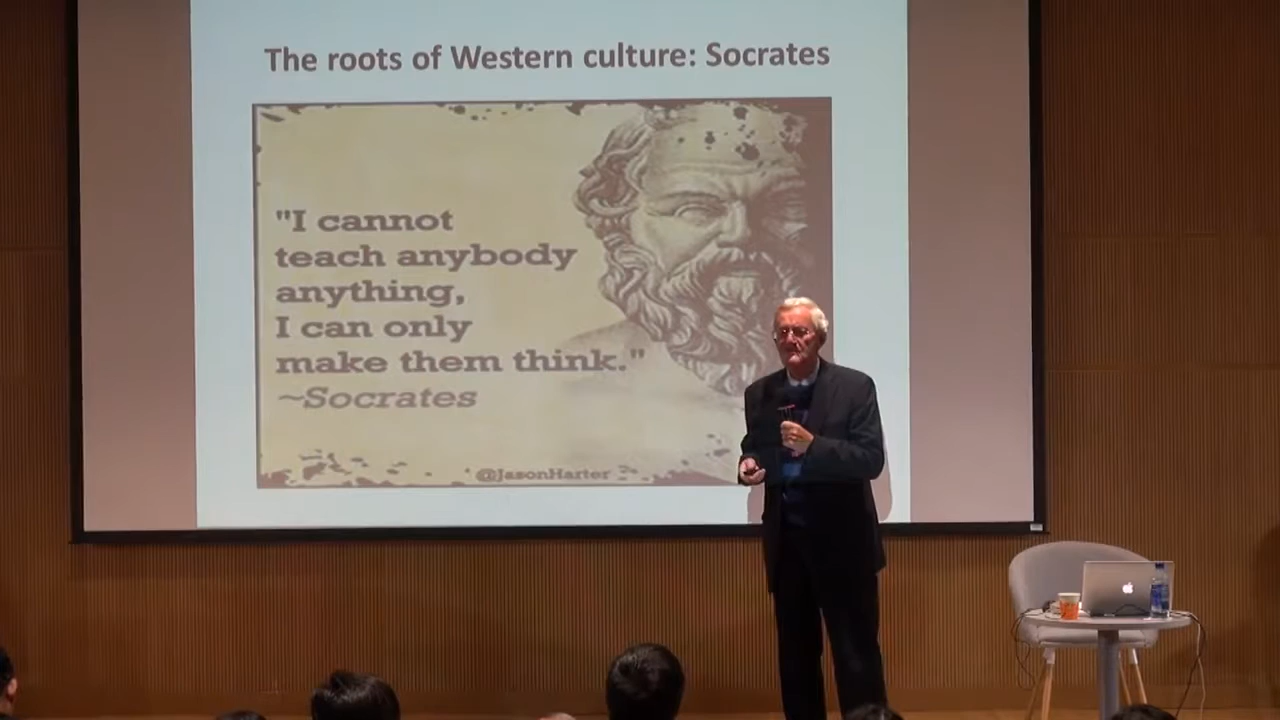 The roots of Western culture: Socrates
"I cannot
teach anybody
anything,
I can only
make them think."
~Socrates
@JasonHarter